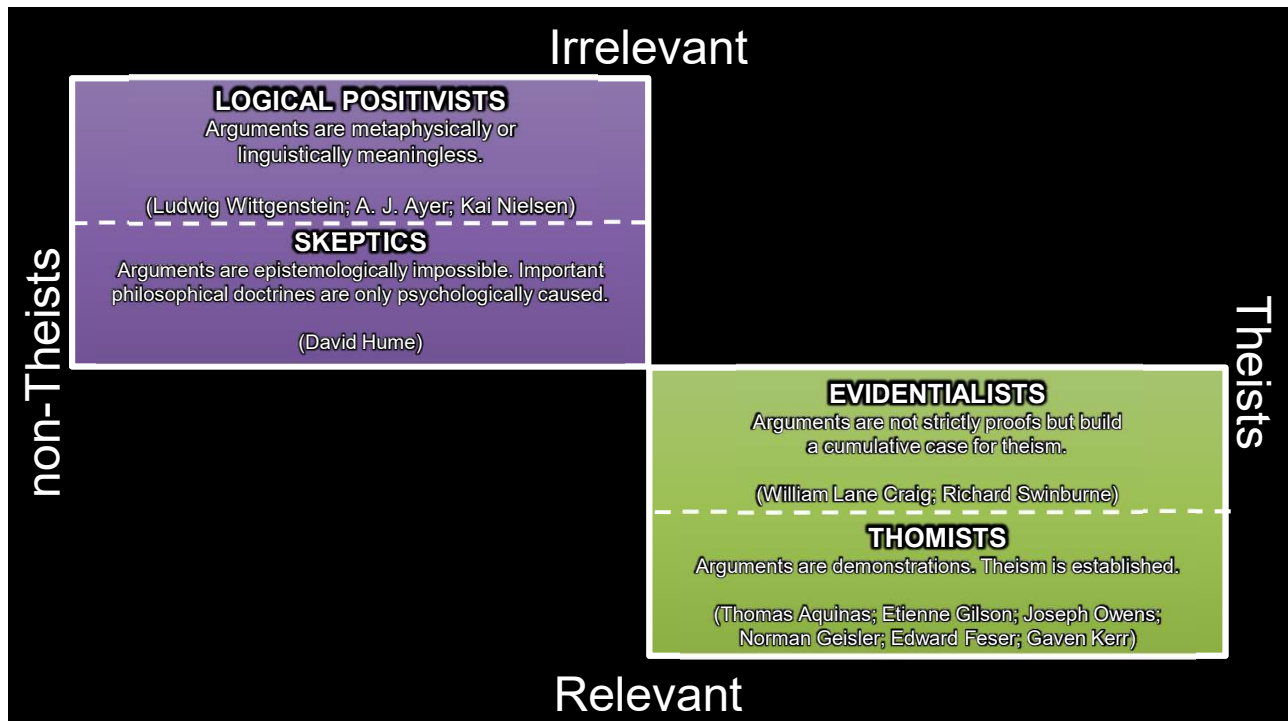 Irrelevant
LOGICAL POSITIVISTS
Arguments are metaphysically or
linguistically meaningless.
(Ludwig Wittgenstein; A. J. Ayer; Kai Nielsen)
SKEPTICS
Arguments are epistemologically impossible. Important
philosophical doctrines are only psychologically caused.
(David Hume)
non-Theists
Theists
EVIDENTIALISTS
Arguments are not strictly proofs but build
a cumulative case for theism.
(William Lane Craig; Richard Swinburne)
THOMISTS
Arguments are demonstrations. Theism is established.
(Thomas Aquinas; Etienne Gilson; Joseph Owens;
Norman Geisler; Edward Feser; Gaven Kerr)
Relevant